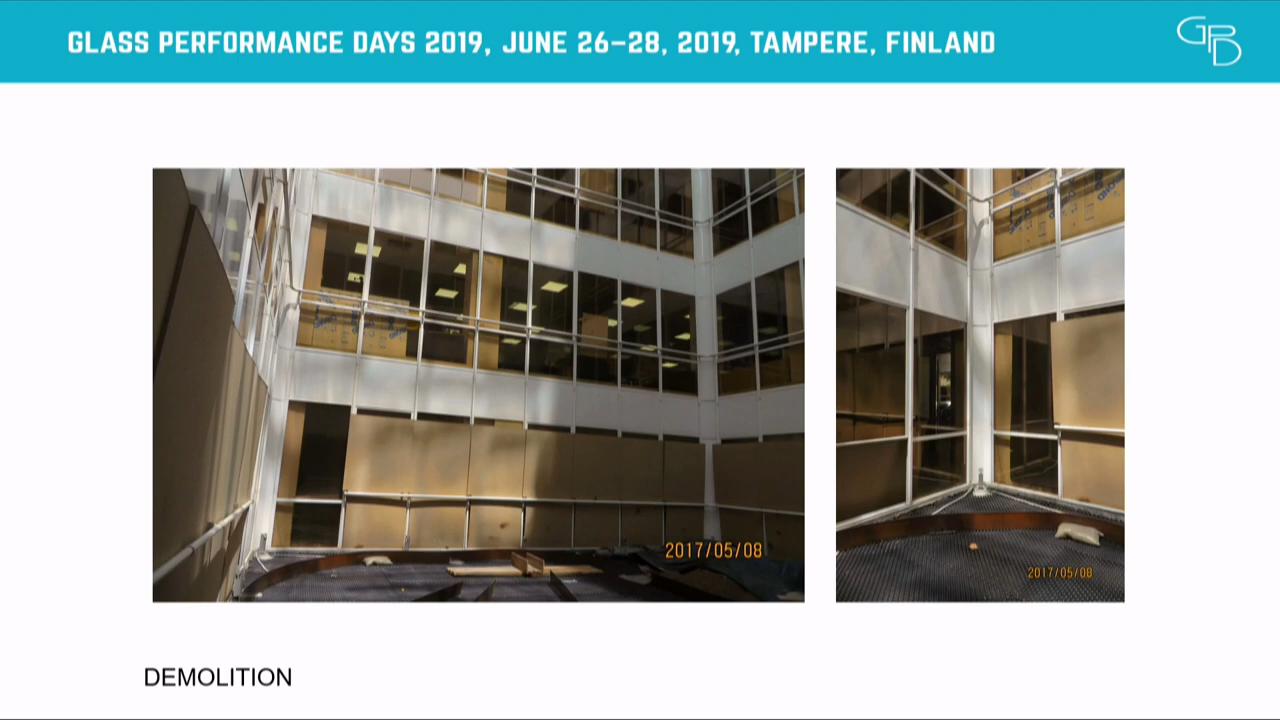 GLASS PERFORMANCE DAYS 2019, JUNE 26–28, 2019, TAMPERE, FINLAND
GPD
2017/05/08
2017/05/08
DEMOLITION